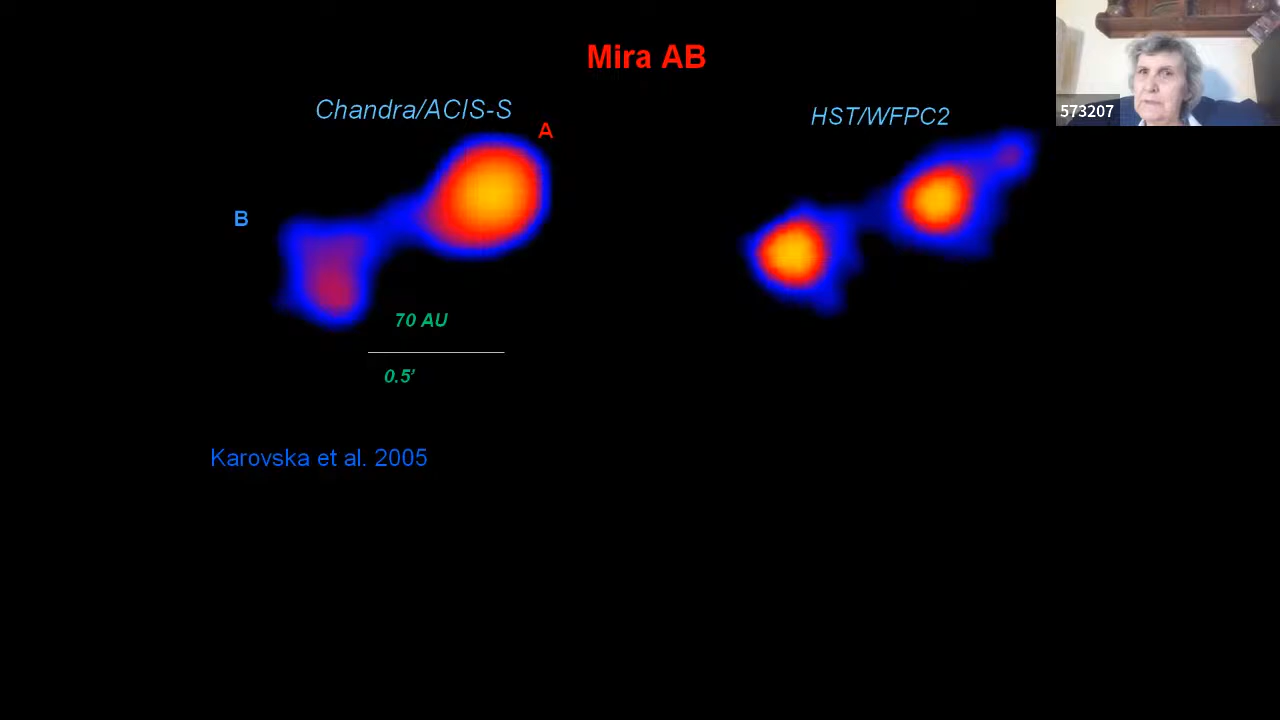 Mira AB
Chandra/ACIS-S
HST/WFPC2
A
B
573207
70 AU
0.5’
Karovska et al. 2005